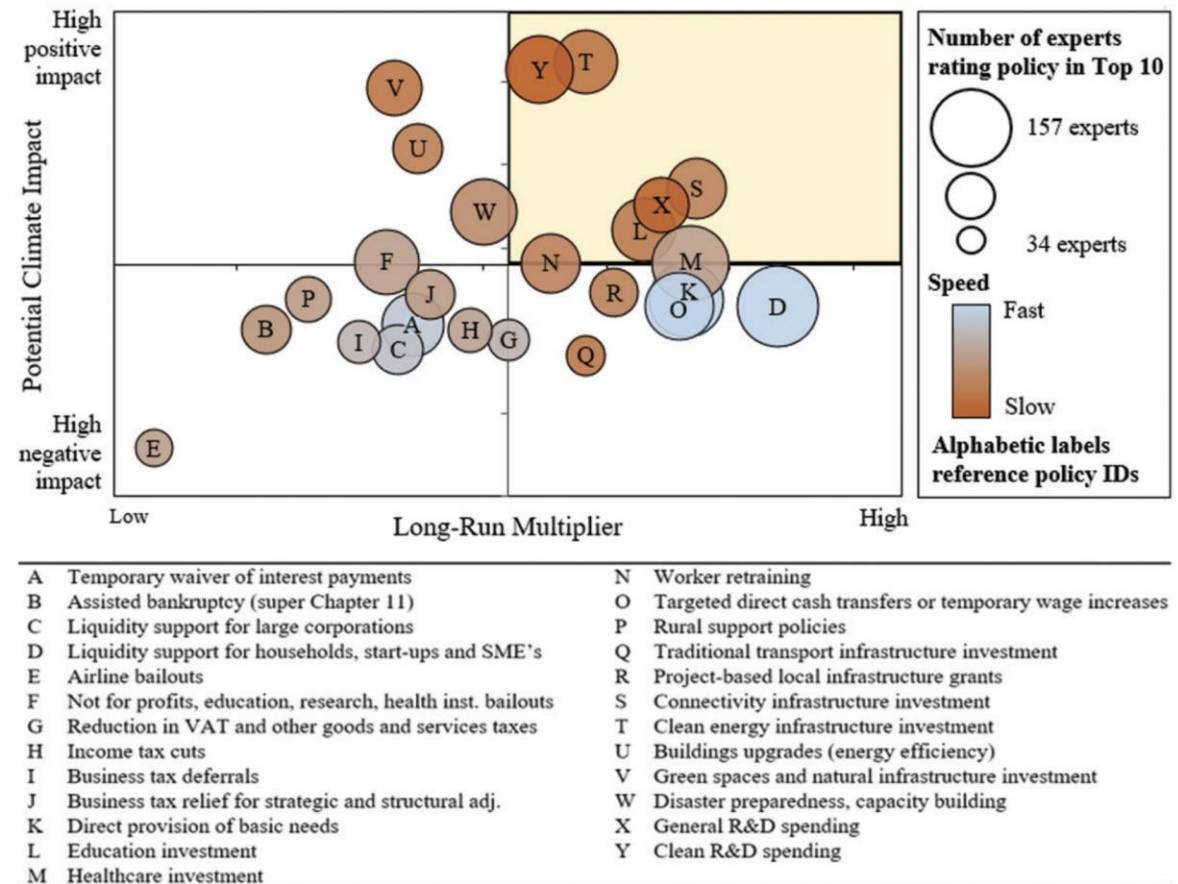 High
positive
impact
Potential Climate Impact
High
negative
impact
Low
Long-Run Multiplier
High
Y
T
V
U
W
S
X
L
F
N
M
P
J
R
K
O
D
B
A
H
I
C
G
Q
E
Number of experts
rating policy in Top 10
157 experts
34 experts
Speed
Fast
Slow
Alphabetic labels
reference policy IDs
A Temporary waiver of interest payments
B Assisted bankruptcy (super Chapter 11)
C Liquidity support for large corporations
D Liquidity support for households, start-ups and SME's
E Airline bailouts
F Not for profits, education, research, health inst. bailouts
G Reduction in VAT and other goods and services taxes
H Income tax cuts
I Business tax deferrals
J Business tax relief for strategic and structural adj.
K Direct provision of basic needs
L Education investment
M Healthcare investment
N Worker retraining
O Targeted direct cash transfers or temporary wage increases
P Rural support policies
Q Traditional transport infrastructure investment
R Project-based local infrastructure grants
S Connectivity infrastructure investment
T Clean energy infrastructure investment
U Buildings upgrades (energy efficiency)
V Green spaces and natural infrastructure investment
W Disaster preparedness, capacity building
X General R&D spending
Y Clean R&D spending